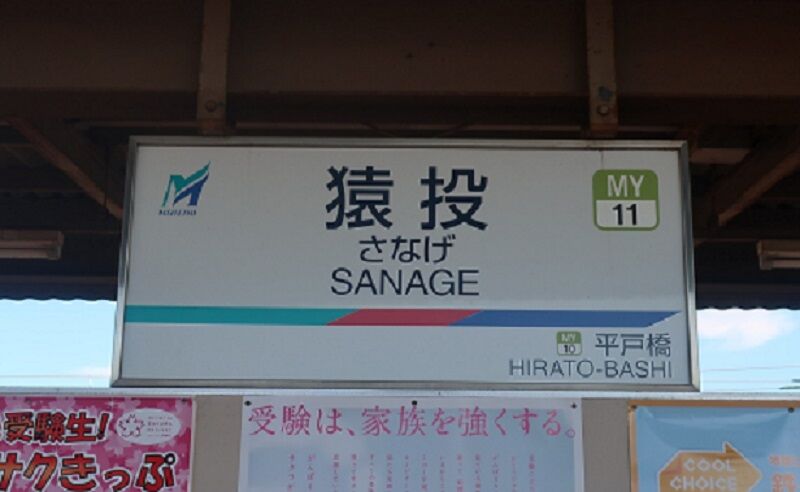 猿投
さなげ
SANAGE
MY
11
MY
10
平戸橋
HIRATO-BASHI
受験生!
サクきっぷ
受験は、家族を強くする。
COOL
CHOICE